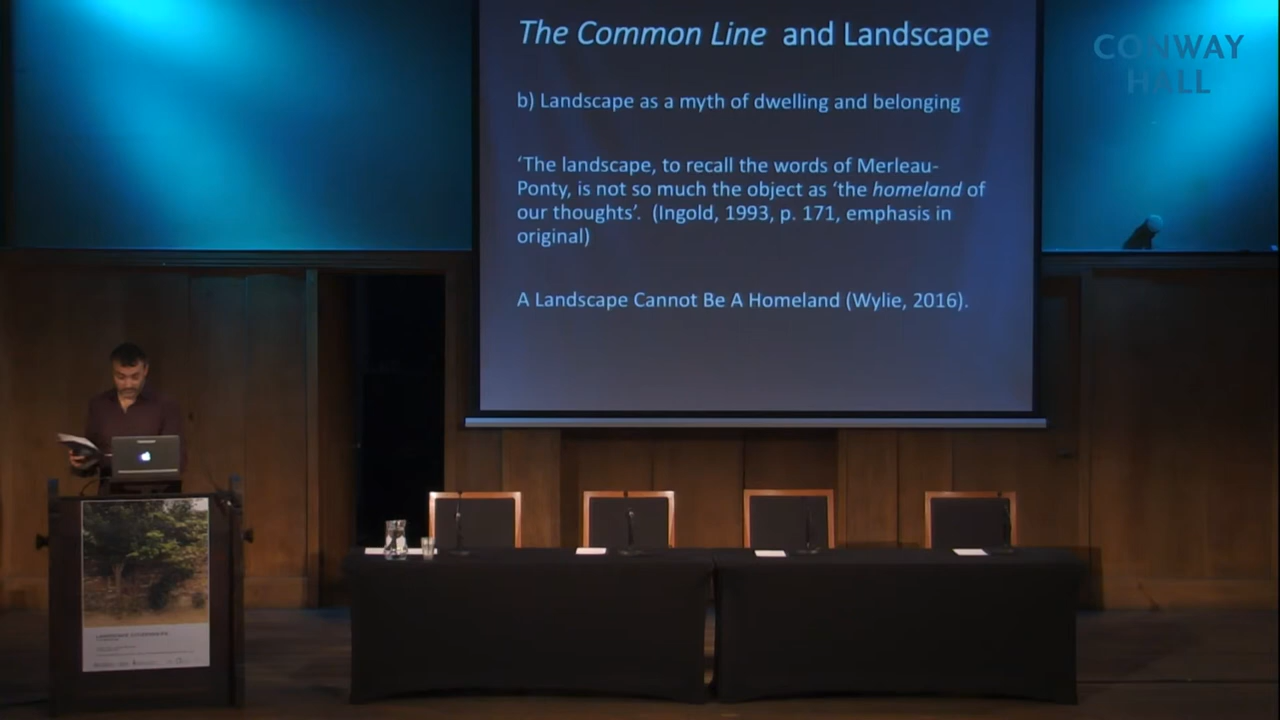 The Common Line and Landscape
b) Landscape as a myth of dwelling and belonging
‘The landscape, to recall the words of Merleau-
Ponty, is not so much the object as ‘the homeland of
our thoughts’. (Ingold, 1993, p. 171, emphasis in
original)
A Landscape Cannot Be A Homeland (Wylie, 2016).
CONWAY
HALL